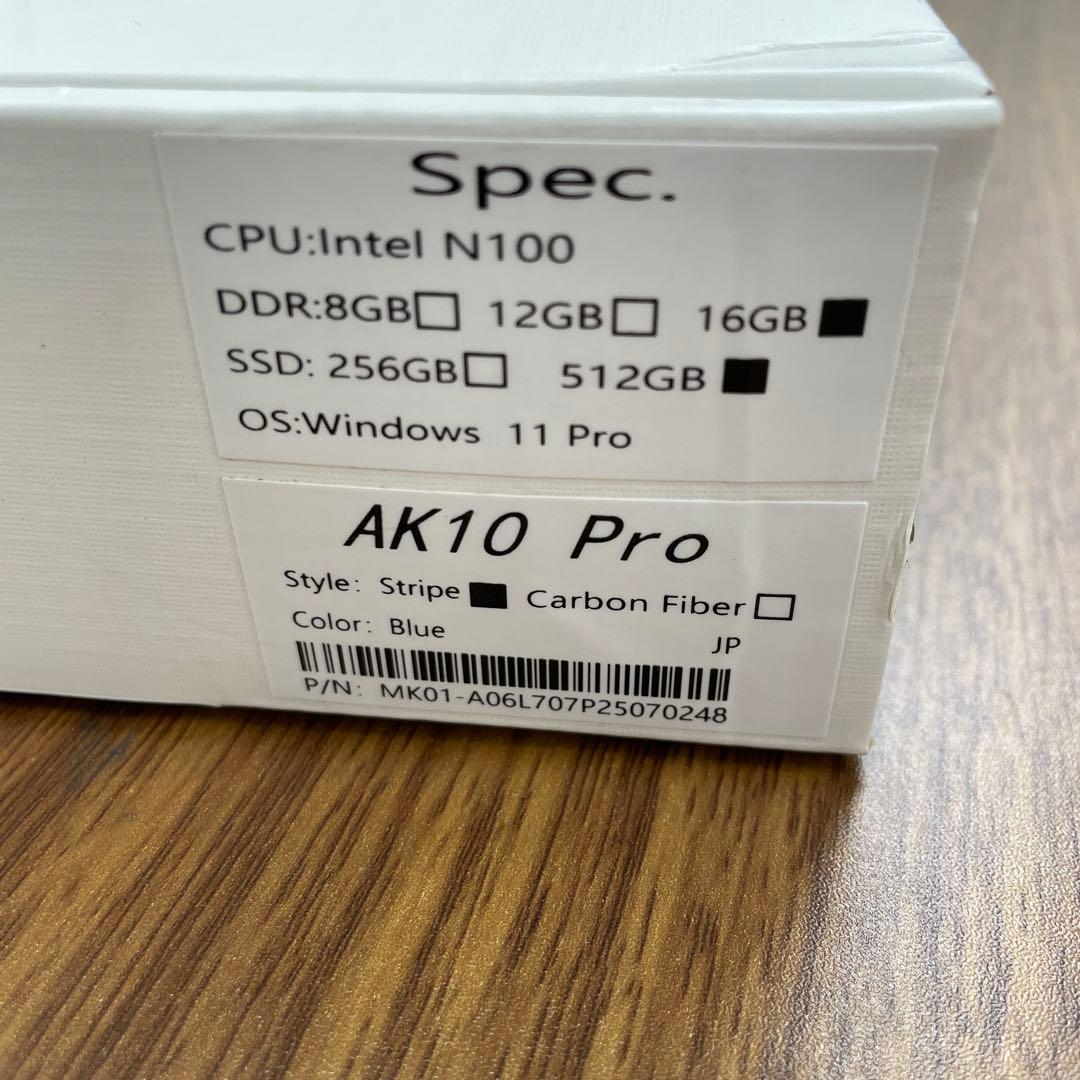 Spec.
CPU:Intel N100
DDR:8GB□ 12GB□ 16GB■
SSD: 256GB□ 512GB■
OS:Windows 11 Pro
AK10 Pro
Style: Stripe■ Carbon Fiber□
Color: Blue JP
P/N: MK01-A06L707P25070248